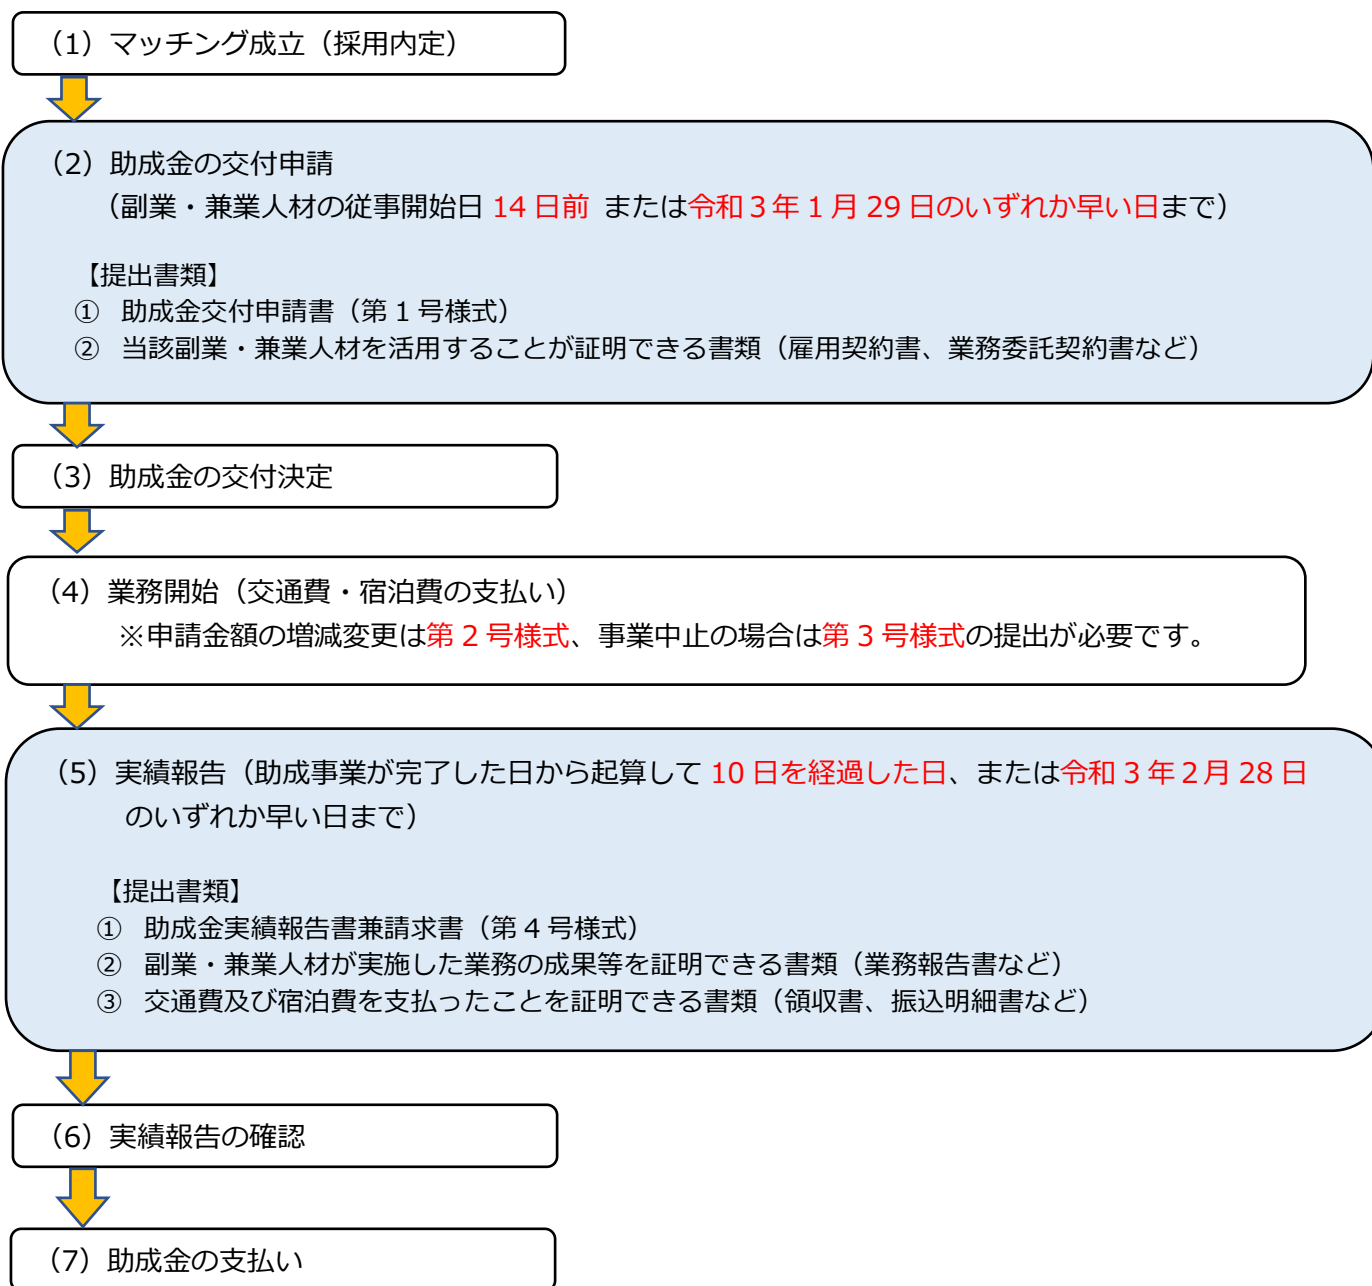 （1）マッチング成立（採用内定）
（2）助成金の交付申請
（副業・兼業人材の従事開始日 14 日前 または令和３年１月 29 日のいずれか早い日まで）
【提出書類】
① 助成金交付申請書（第１号様式）
② 当該副業・兼業人材を活用することが証明できる書類（雇用契約書、業務委託契約書など）
（3）助成金の交付決定
（4）業務開始（交通費・宿泊費の支払い）
※申請金額の増減変更は第２号様式、事業中止の場合は第３号様式の提出が必要です。
（5）実績報告（助成事業が完了した日から起算して 10 日を経過した日、または令和３年２月 28 日
のいずれか早い日まで）
【提出書類】
① 助成金実績報告書兼請求書（第４号様式）
② 副業・兼業人材が実施した業務の成果等を証明できる書類（業務報告書など）
③ 交通費及び宿泊費を支払ったことを証明できる書類（領収書、振込明細書など）
（6）実績報告の確認
（7）助成金の支払い